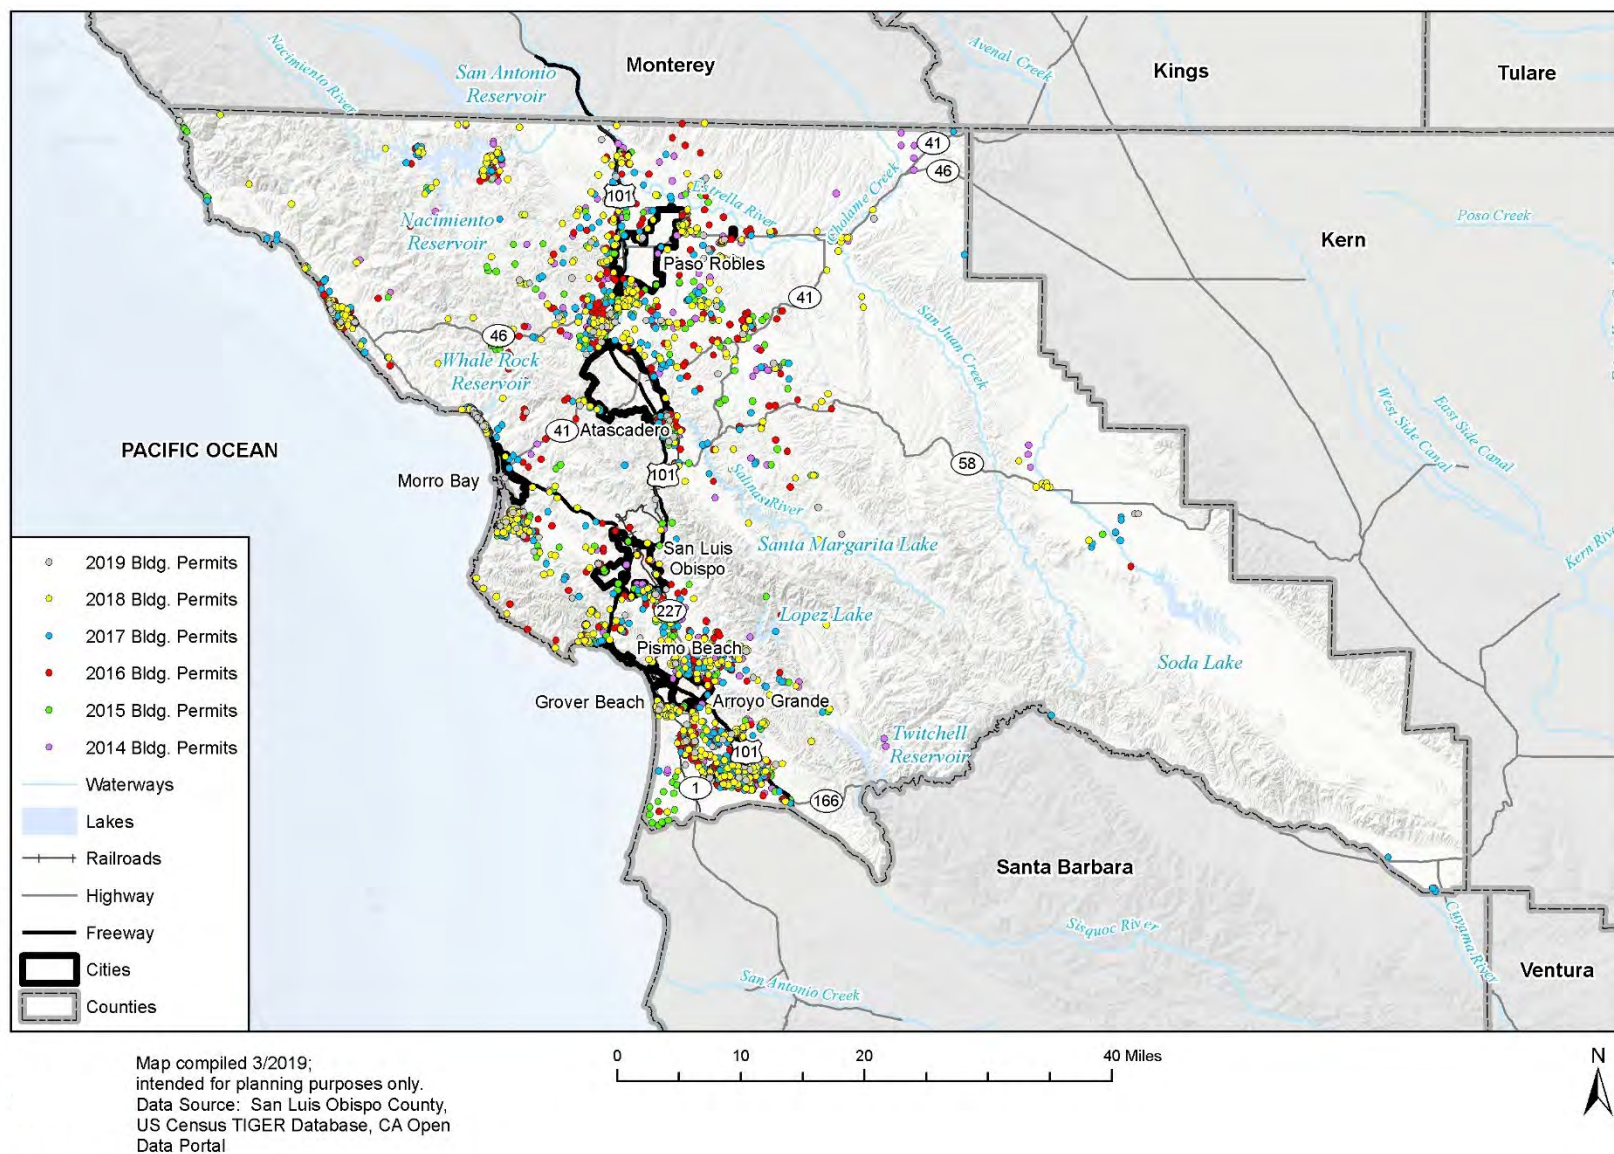 Monterey
Kings
Tulare
San Antonio
Reservoir
Nacimiento River
Avenal Creek
41
46
101
Estrella River
Cholame Creek
Nacimiento
Reservoir
Poso Creek
Kern
Paso Robles
41
46
San Juan Creek
Whale Rock
Reservoir
West Side Canal
East Side Canal
PACIFIC OCEAN
41
Atascadero
58
101
Morro Bay
Salinas River
Santa Margarita Lake
San Luis
Obispo
Kern River
227
Lopez Lake
Pismo Beach
Soda Lake
Grover Beach
Arroyo Grande
Twitchell
Reservoir
101
1
166
Santa Barbara
Sisquoc River
Cuyama River
San Antonio Creek
Ventura
2019 Bldg. Permits
2018 Bldg. Permits
2017 Bldg. Permits
2016 Bldg. Permits
2015 Bldg. Permits
2014 Bldg. Permits
Waterways
Lakes
Railroads
Highway
Freeway
Cities
Counties
Map compiled 3/2019;
intended for planning purposes only.
Data Source: San Luis Obispo County,
US Census TIGER Database, CA Open
Data Portal
0 10 20 40 Miles
N